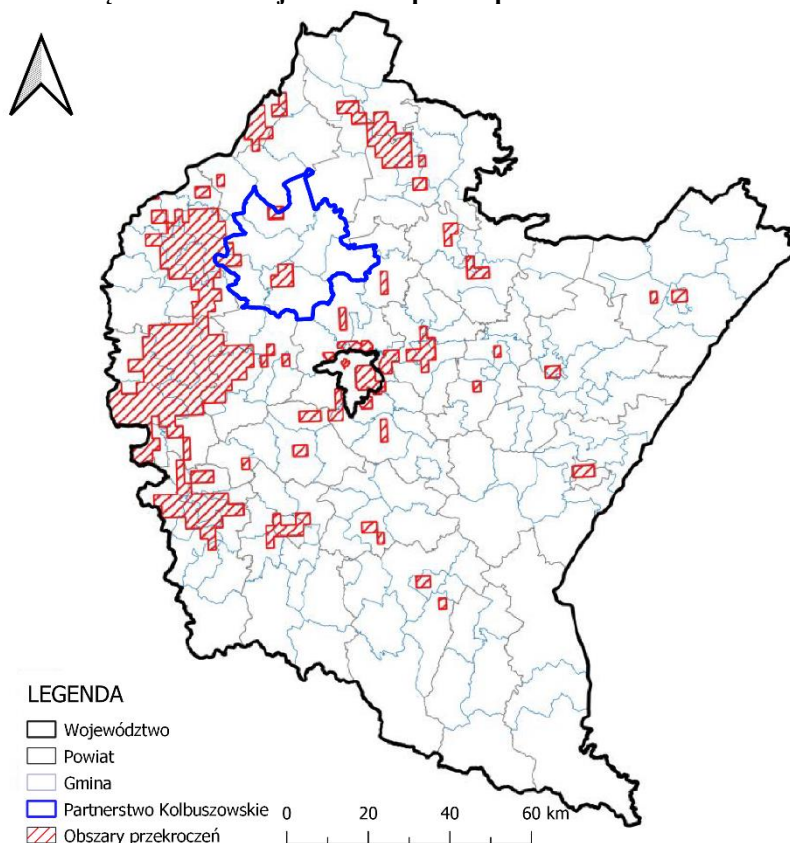 LEGENDA
Województwo
Powiat
Gmina
Partnerstwo Kolbuszowskie
Obszary przekroczeń
0 20 40 60 km